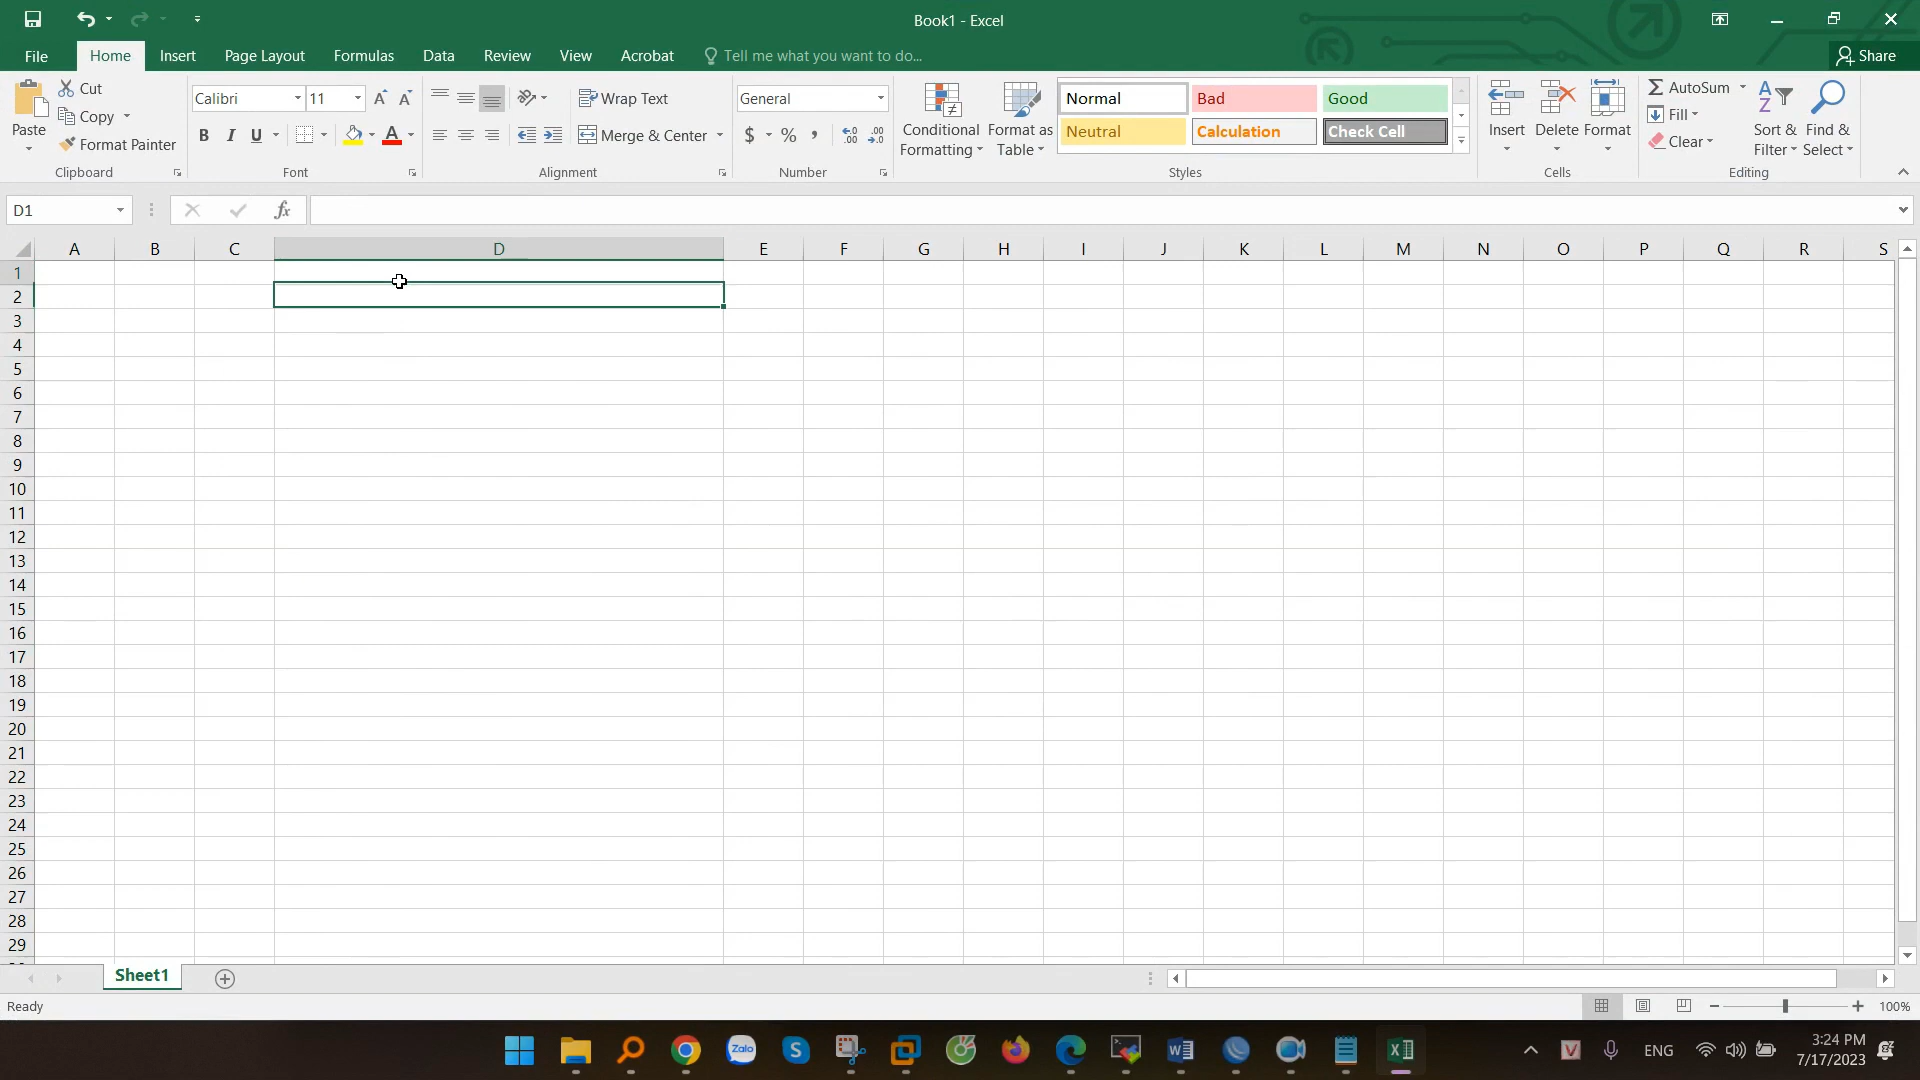 Book1 - Excel
File Home Insert Page Layout Formulas Data Review View Acrobat Tell me what you want to do... Share
Cut
Copy
Format Painter
Paste
Clipboard
Calibri 11
B I U
Font
Wrap Text
Merge & Center
Alignment
General
$ % ,
Number
Conditional Formatting
Format as Table
Normal Bad Good
Neutral Calculation Check Cell
Styles
Insert Delete Format
Cells
AutoSum
Fill
Clear
Sort & Filter
Find & Select
Editing
D1
fx
A B C D E F G H I J K L M N O P Q R S
1
2
3
4
5
6
7
8
9
10
11
12
13
14
15
16
17
18
19
20
21
22
23
24
25
26
27
28
29
Sheet1
Ready
100%
Zalo
ENG
3:24 PM
7/17/2023